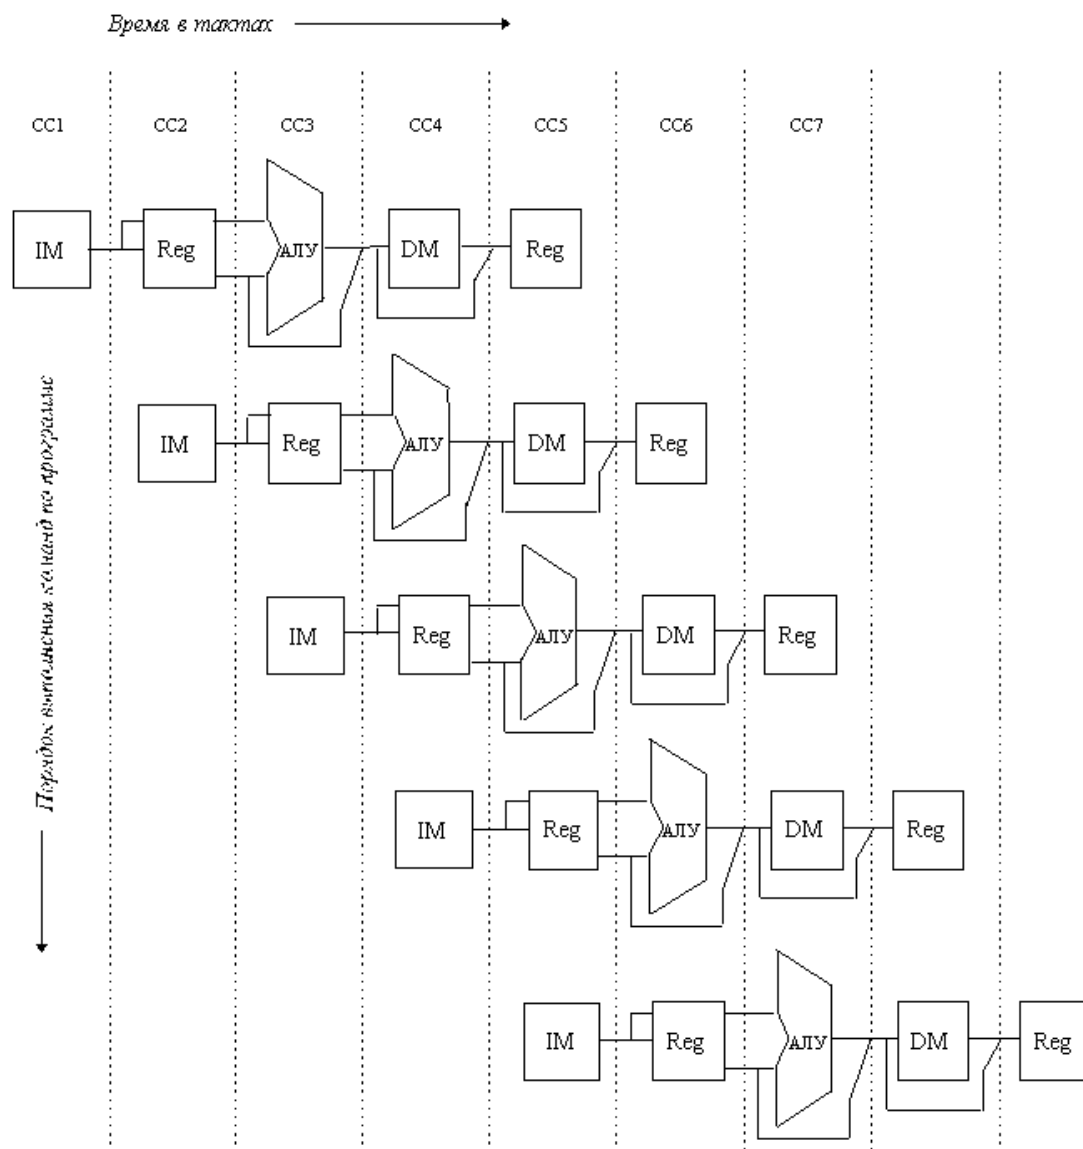 Время в тактах
CC1 CC2 CC3 CC4 CC5 CC6 CC7
IM Reg АЛУ DM Reg
IM Reg АЛУ DM Reg
IM Reg АЛУ DM Reg
IM Reg АЛУ DM Reg
IM Reg АЛУ DM Reg
Порядок выполнения команд по программе